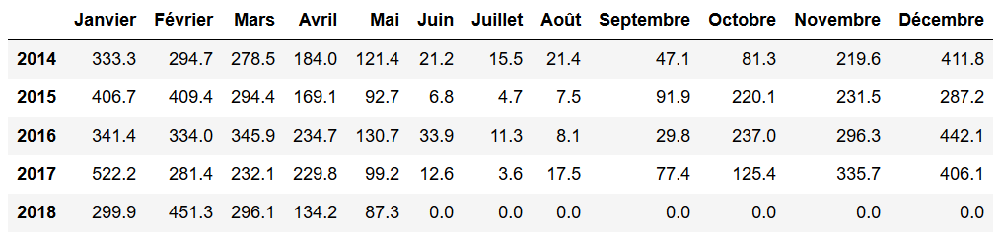 Janvier Février Mars Avril Mai Juin Juillet Août Septembre Octobre Novembre Décembre
2014 333.3 294.7 278.5 184.0 121.4 21.2 15.5 21.4 47.1 81.3 219.6 411.8
2015 406.7 409.4 294.4 169.1 92.7 6.8 4.7 7.5 91.9 220.1 231.5 287.2
2016 341.4 334.0 345.9 234.7 130.7 33.9 11.3 8.1 29.8 237.0 296.3 442.1
2017 522.2 281.4 232.1 229.8 99.2 12.6 3.6 17.5 77.4 125.4 335.7 406.1
2018 299.9 451.3 296.1 134.2 87.3 0.0 0.0 0.0 0.0 0.0 0.0 0.0